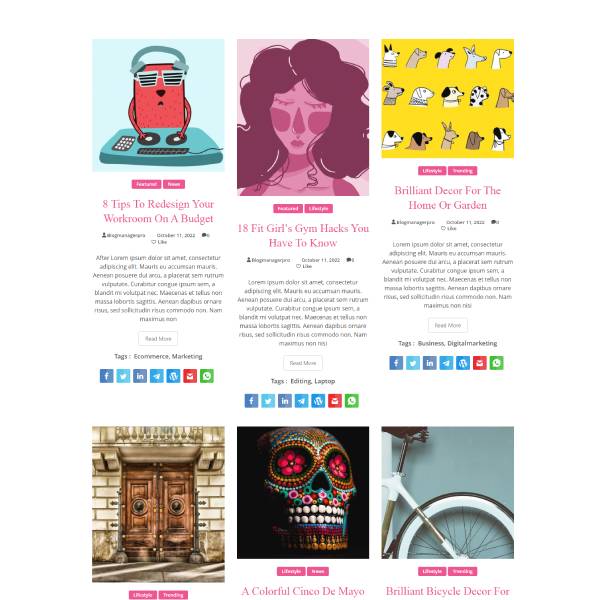 Featured News
8 Tips To Redesign Your
Workroom On A Budget
Blogmanagerpro October 11, 2022 0
Like
After Lorem ipsum dolor sit amet, consectetur
adipiscing elit. Mauris eu accumsan mauris.
Aenean posuere dui arcu, a placerat sem rutrum
vulputate. Curabitur congue ipsum sem, a
blandit mi volutpat nec. Maecenas et tellus non
massa lobortis sagittis. Aenean dapibus ornare
risus, sed sollicitudin risus commodo non. Nam
maximus non
Read More
Tags : Ecommerce, Marketing
Featured Lifestyle
18 Fit Girl's Gym Hacks You
Have To Know
Blogmanagerpro October 11, 2022 0
Like
Lorem ipsum dolor sit amet, consectetur
adipiscing elit. Mauris eu accumsan mauris.
Aenean posuere dui arcu, a placerat sem rutrum
vulputate. Curabitur congue ipsum sem, a
blandit mi volutpat nec. Maecenas et tellus non
massa lobortis sagittis. Aenean dapibus ornare
risus, sed sollicitudin risus commodo non. Nam
maximus non nisi
Read More
Tags : Editing, Laptop
Lifestyle Trending
Brilliant Decor For The
Home Or Garden
Blogmanagerpro October 11, 2022 0
Like
Lorem ipsum dolor sit amet, consectetur
adipiscing elit. Mauris eu accumsan mauris.
Aenean posuere dui arcu, a placerat sem rutrum
vulputate. Curabitur congue ipsum sem, a
blandit mi volutpat nec. Maecenas et tellus non
massa lobortis sagittis. Aenean dapibus ornare
risus, sed sollicitudin risus commodo non. Nam
maximus non nisi
Read More
Tags : Business, Digitalmarketing
Lifestyle Trending
Lifestyle News
A Colorful Cinco De Mayo
Lifestyle Trending
Brilliant Bicycle Decor For